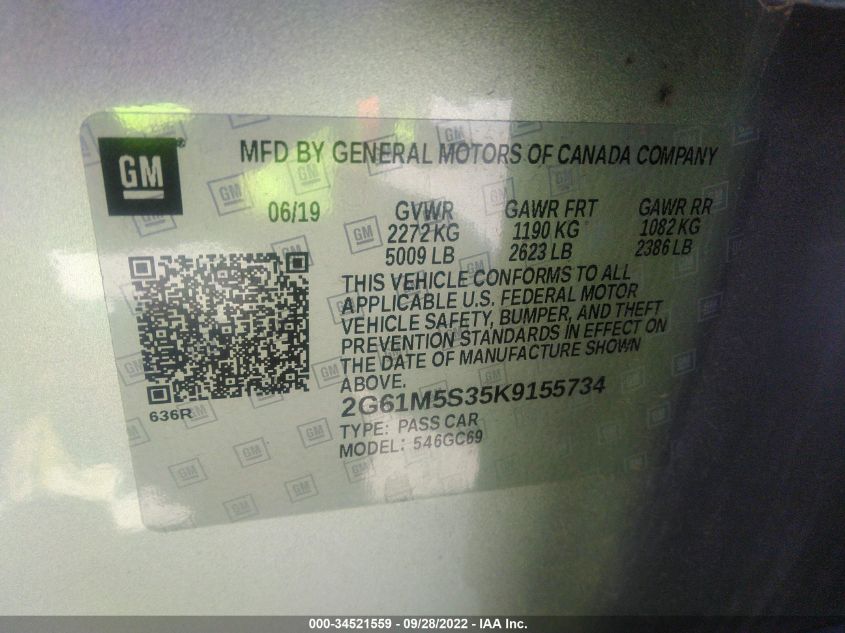 GM®
MFD BY GENERAL MOTORS OF CANADA COMPANY
06/19 GVWR GAWR FRT GAWR RR
2272 KG 1190 KG 1082 KG
5009 LB 2623 LB 2386 LB
THIS VEHICLE CONFORMS TO ALL
APPLICABLE U.S. FEDERAL MOTOR
VEHICLE SAFETY, BUMPER, AND THEFT
PREVENTION STANDARDS IN EFFECT ON
THE DATE OF MANUFACTURE SHOWN
ABOVE.
2G61M5S35K9155734
636R
TYPE: PASS CAR
MODEL: 546GC69
000-34521559 - 09/28/2022 - IAA Inc.